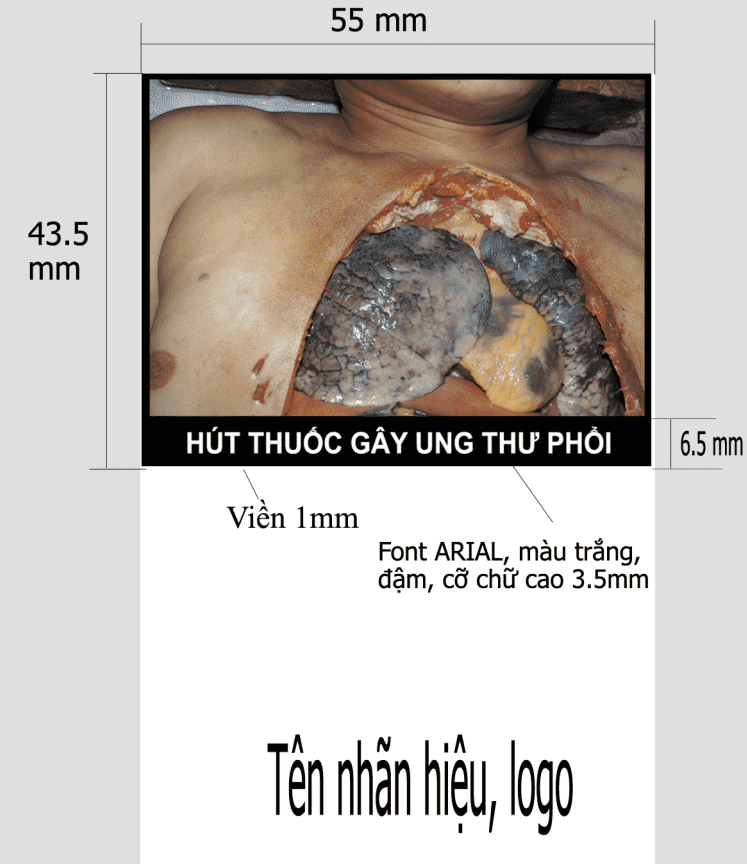 55 mm
43.5
mm
HÚT THUỐC GÂY UNG THƯ PHỔI
6.5 mm
Viền 1mm
Font ARIAL, màu trắng,
đậm, cỡ chữ cao 3.5mm
Tên nhãn hiệu, logo